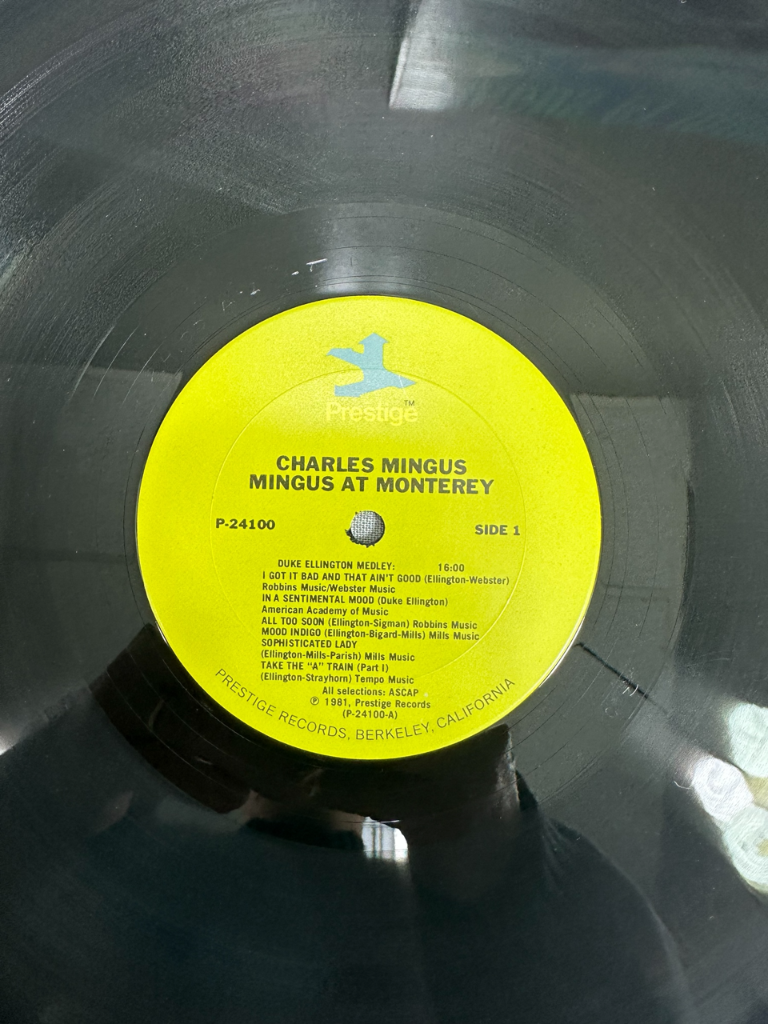 Prestige™
CHARLES MINGUS
MINGUS AT MONTEREY
P-24100
SIDE 1
DUKE ELLINGTON MEDLEY: 16:00
I GOT IT BAD AND THAT AIN'T GOOD (Ellington-Webster)
Robbins Music/Webster Music
IN A SENTIMENTAL MOOD (Duke Ellington)
American Academy of Music
ALL TOO SOON (Ellington-Sigman) Robbins Music
MOOD INDIGO (Ellington-Bigard-Mills) Mills Music
SOPHISTICATED LADY
(Ellington-Mills-Parish) Mills Music
TAKE THE "A" TRAIN (Part I)
(Ellington-Strayhorn) Tempo Music
All selections: ASCAP
℗ 1981, Prestige Records
(P-24100-A)
PRESTIGE RECORDS, BERKELEY, CALIFORNIA